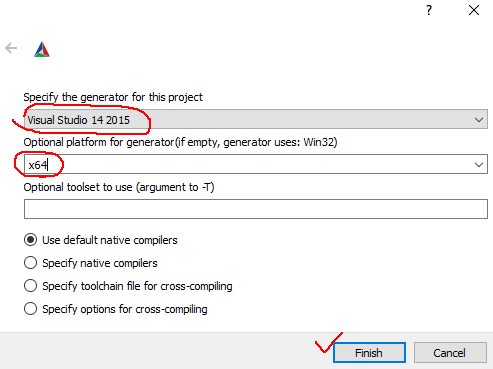 ?
Specify the generator for this project
Visual Studio 14 2015
Optional platform for generator(if empty, generator uses: Win32)
x64
Optional toolset to use (argument to -T)
Use default native compilers
Specify native compilers
Specify toolchain file for cross-compiling
Specify options for cross-compiling
Finish Cancel